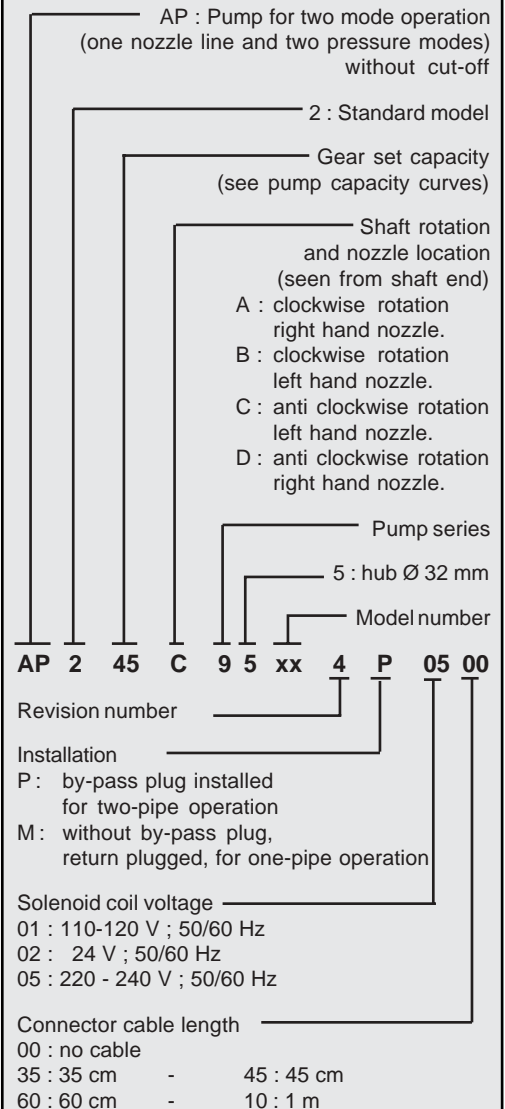 AP : Pump for two mode operation
(one nozzle line and two pressure modes)
without cut-off
2 : Standard model
Gear set capacity
(see pump capacity curves)
Shaft rotation
and nozzle location
(seen from shaft end)
A : clockwise rotation
right hand nozzle.
B : clockwise rotation
left hand nozzle.
C : anti clockwise rotation
left hand nozzle.
D : anti clockwise rotation
right hand nozzle.
Pump series
5 : hub Ø 32 mm
Model number
AP 2 45 C 9 5 xx 4 P 05 00
Revision number
Installation
P : by-pass plug installed
for two-pipe operation
M : without by-pass plug,
return plugged, for one-pipe operation
Solenoid coil voltage
01 : 110-120 V ; 50/60 Hz
02 : 24 V ; 50/60 Hz
05 : 220 - 240 V ; 50/60 Hz
Connector cable length
00 : no cable
35 : 35 cm - 45 : 45 cm
60 : 60 cm - 10 : 1 m